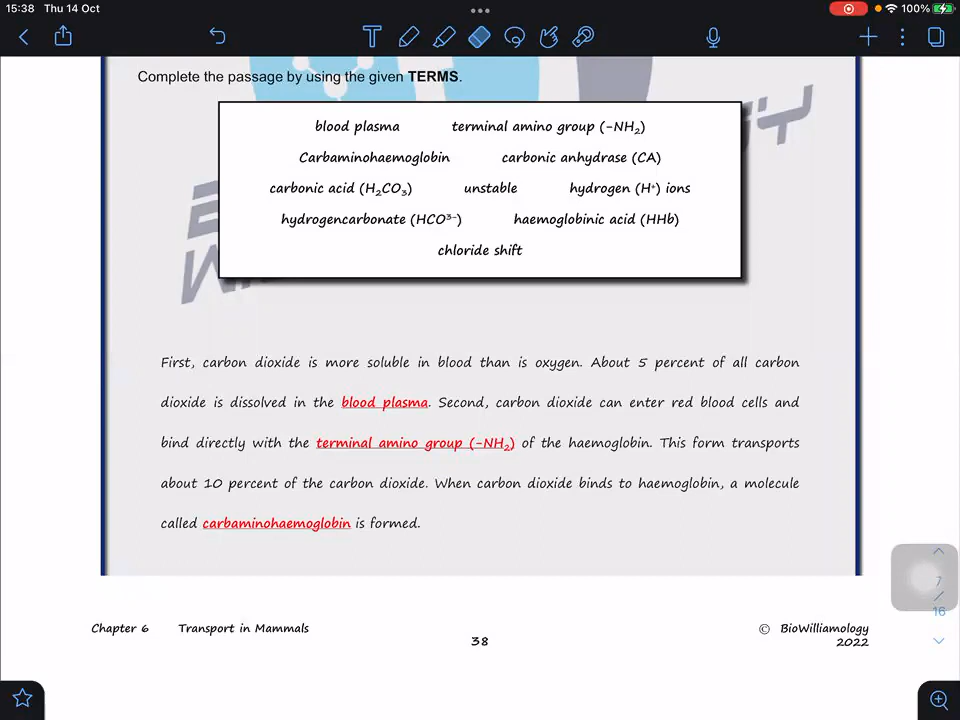 15:38 Thu 14 Oct
100%
Complete the passage by using the given TERMS.
blood plasma terminal amino group (-NH₂)
Carbaminohaemoglobin carbonic anhydrase (CA)
carbonic acid (H₂CO₃) unstable hydrogen (H⁺) ions
hydrogencarbonate (HCO³⁻) haemoglobinic acid (HHb)
chloride shift
First, carbon dioxide is more soluble in blood than is oxygen. About 5 percent of all carbon
dioxide is dissolved in the blood plasma. Second, carbon dioxide can enter red blood cells and
bind directly with the terminal amino group (-NH₂) of the haemoglobin. This form transports
about 10 percent of the carbon dioxide. When carbon dioxide binds to haemoglobin, a molecule
called carbaminohaemoglobin is formed.
7
/
16
Chapter 6 Transport in Mammals
38
© BioWilliamology
2022